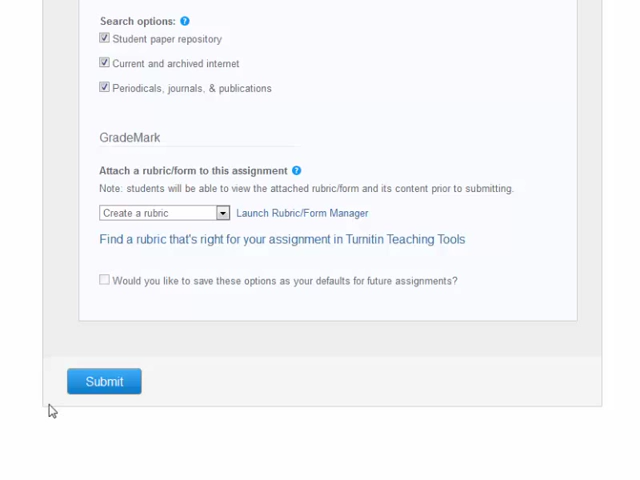 Search options: ?
Student paper repository
Current and archived internet
Periodicals, journals, & publications
GradeMark
Attach a rubric/form to this assignment ?
Note: students will be able to view the attached rubric/form and its content prior to submitting.
Create a rubric Launch Rubric/Form Manager
Find a rubric that's right for your assignment in Turnitin Teaching Tools
Would you like to save these options as your defaults for future assignments?
Submit